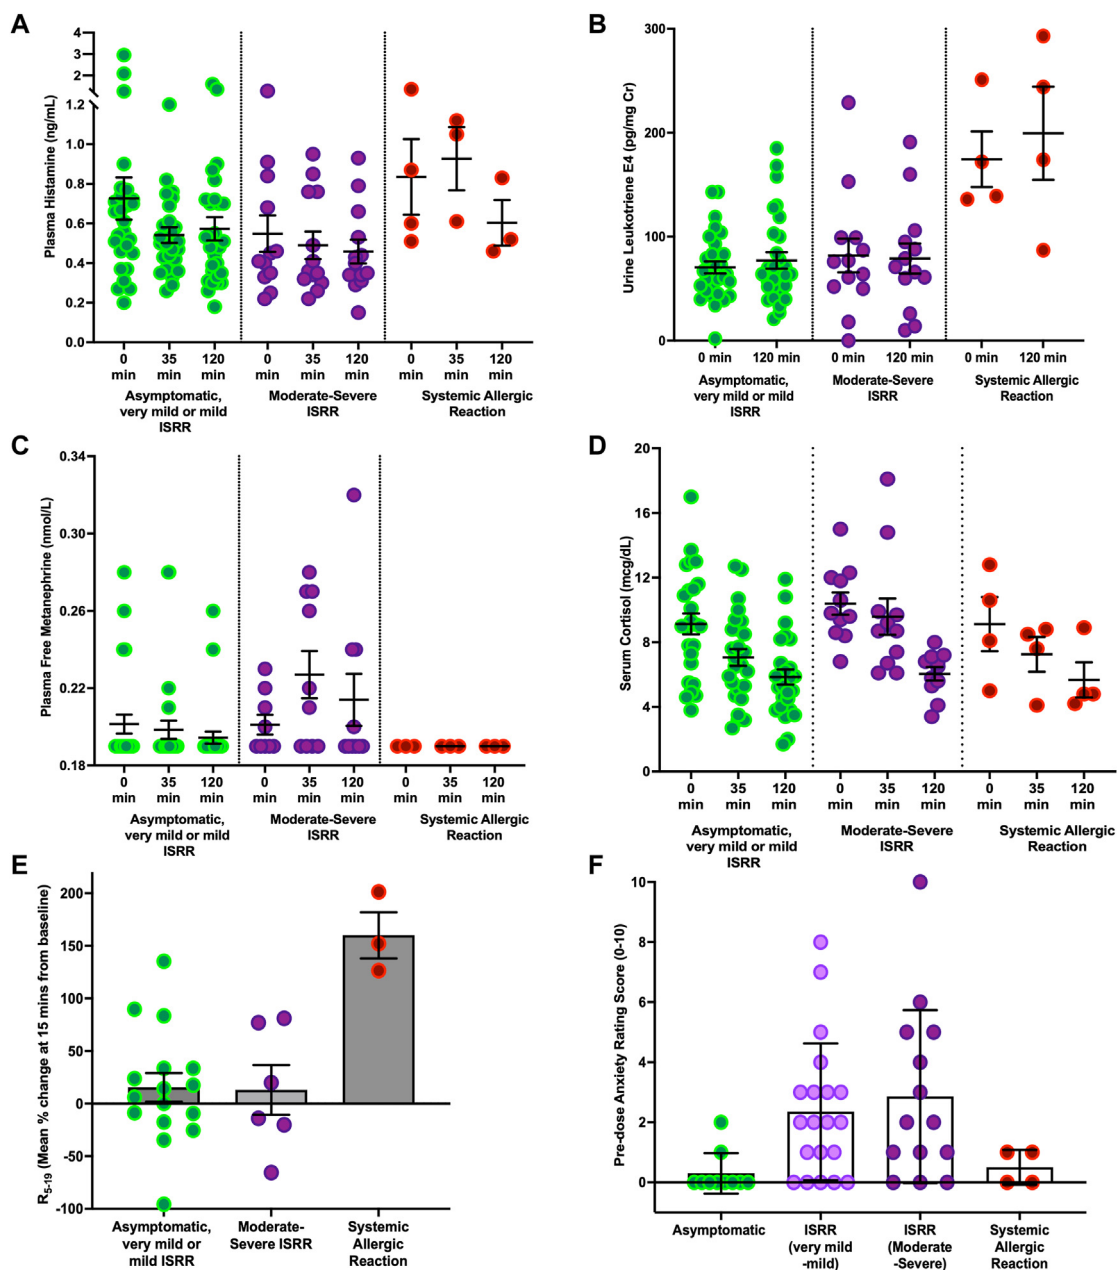 A
Plasma Histamine (ng/mL)
4
3
2
1.2
1.0
0.8
0.6
0.4
0.2
0.0
0 35 120 0 35 120 0 35 120
min min min min min min min min min
Asymptomatic, Moderate-Severe Systemic Allergic
very mild or mild ISRR Reaction
ISRR
B
Urine Leukotriene E4 (pg/mg Cr)
300
200
100
0
0 min 120 min 0 min 120 min 0 min 120 min
Asymptomatic, Moderate-Severe Systemic Allergic
very mild or mild ISRR Reaction
ISRR
C
Plasma Free Metanephrine (nmol/L)
0.34
0.30
0.26
0.22
0.18
0 35 120 0 35 120 0 35 120
min min min min min min min min min
Asymptomatic, Moderate-Severe Systemic Allergic
very mild or mild ISRR Reaction
ISRR
D
Serum Cortisol (mcg/dL)
20
16
12
8
4
0
0 35 120 0 35 120 0 35 120
min min min min min min min min min
Asymptomatic, Moderate-Severe Systemic Allergic
very mild or mild ISRR Reaction
ISRR
E
R5-19 (Mean % change at 15 mins from baseline)
200
150
100
50
0
-50
-100
Asymptomatic, Moderate- Systemic
very mild or Severe ISRR Allergic
mild ISRR Reaction
F
Pre-dose Anxiety Rating Score (0-10)
10
8
6
4
2
0
Asymptomatic ISRR ISRR Systemic
(very mild (Moderate Allergic
-mild) -Severe) Reaction